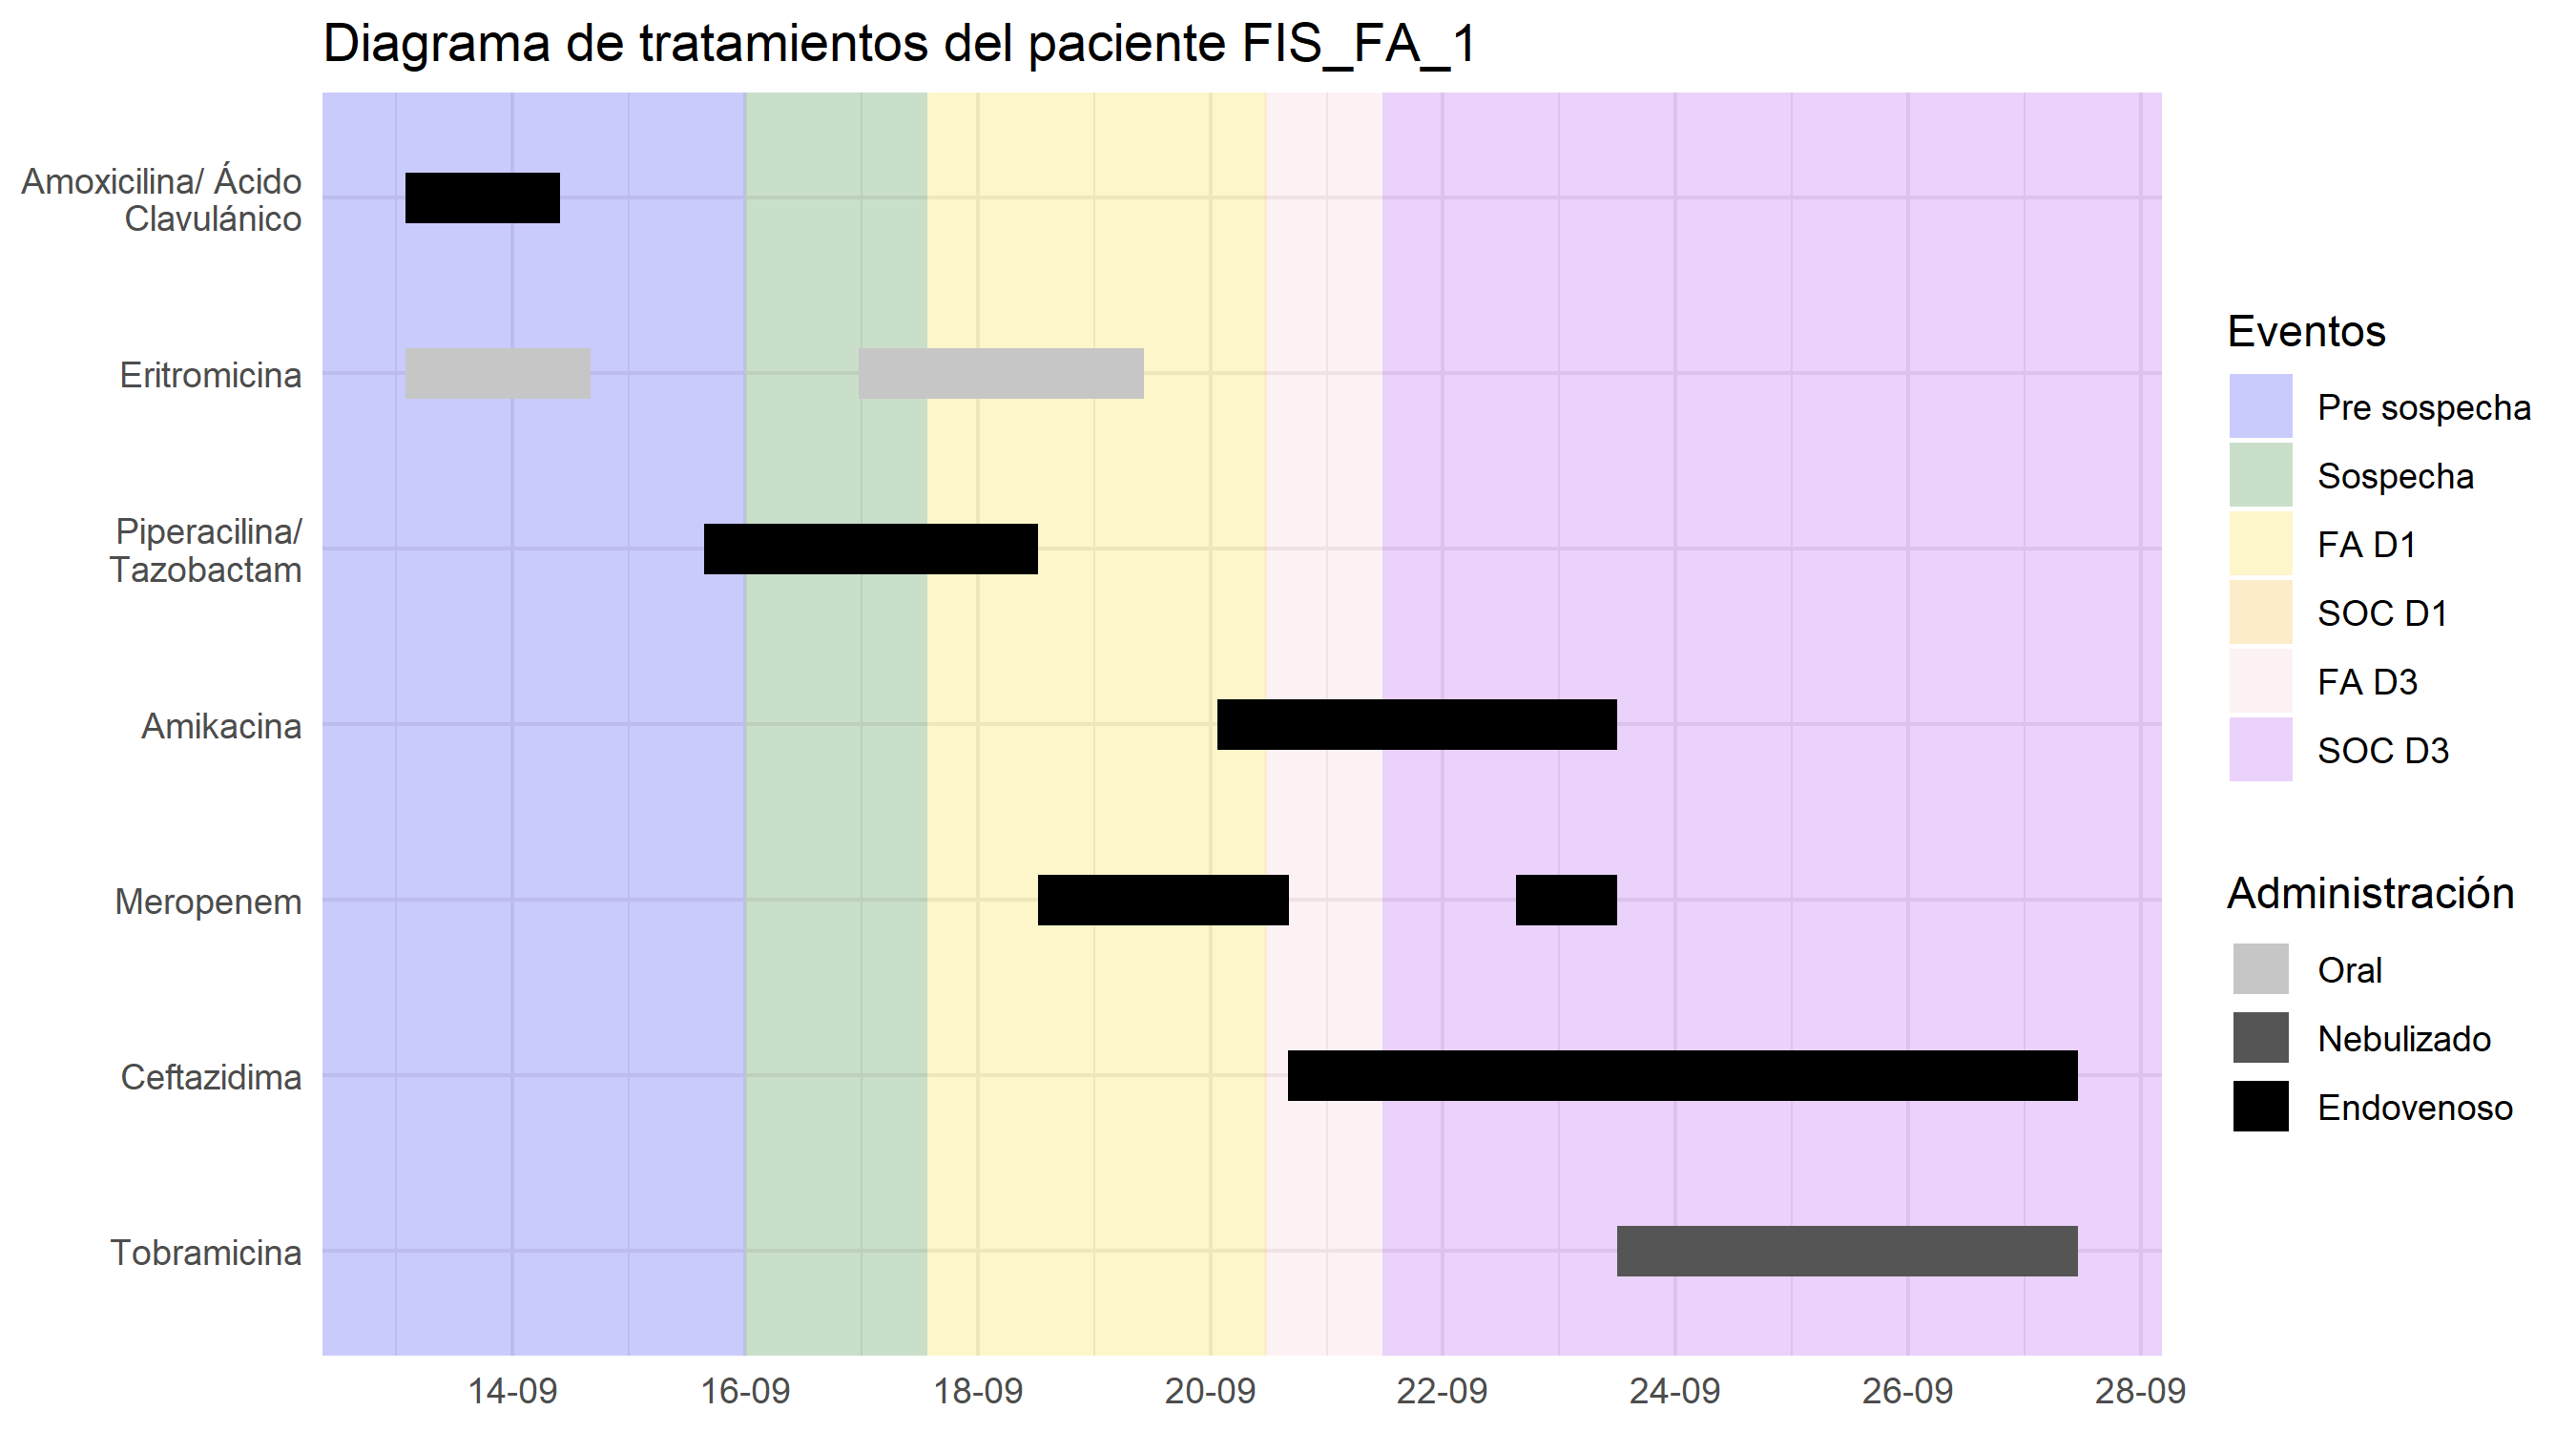 Diagrama de tratamientos del paciente FIS_FA_1
Amoxicilina/ Ácido
Clavulánico
Eritromicina
Piperacilina/
Tazobactam
Amikacina
Meropenem
Ceftazidima
Tobramicina
14-09
16-09
18-09
20-09
22-09
24-09
26-09
28-09
Eventos
Pre sospecha
Sospecha
FA D1
SOC D1
FA D3
SOC D3
Administración
Oral
Nebulizado
Endovenoso